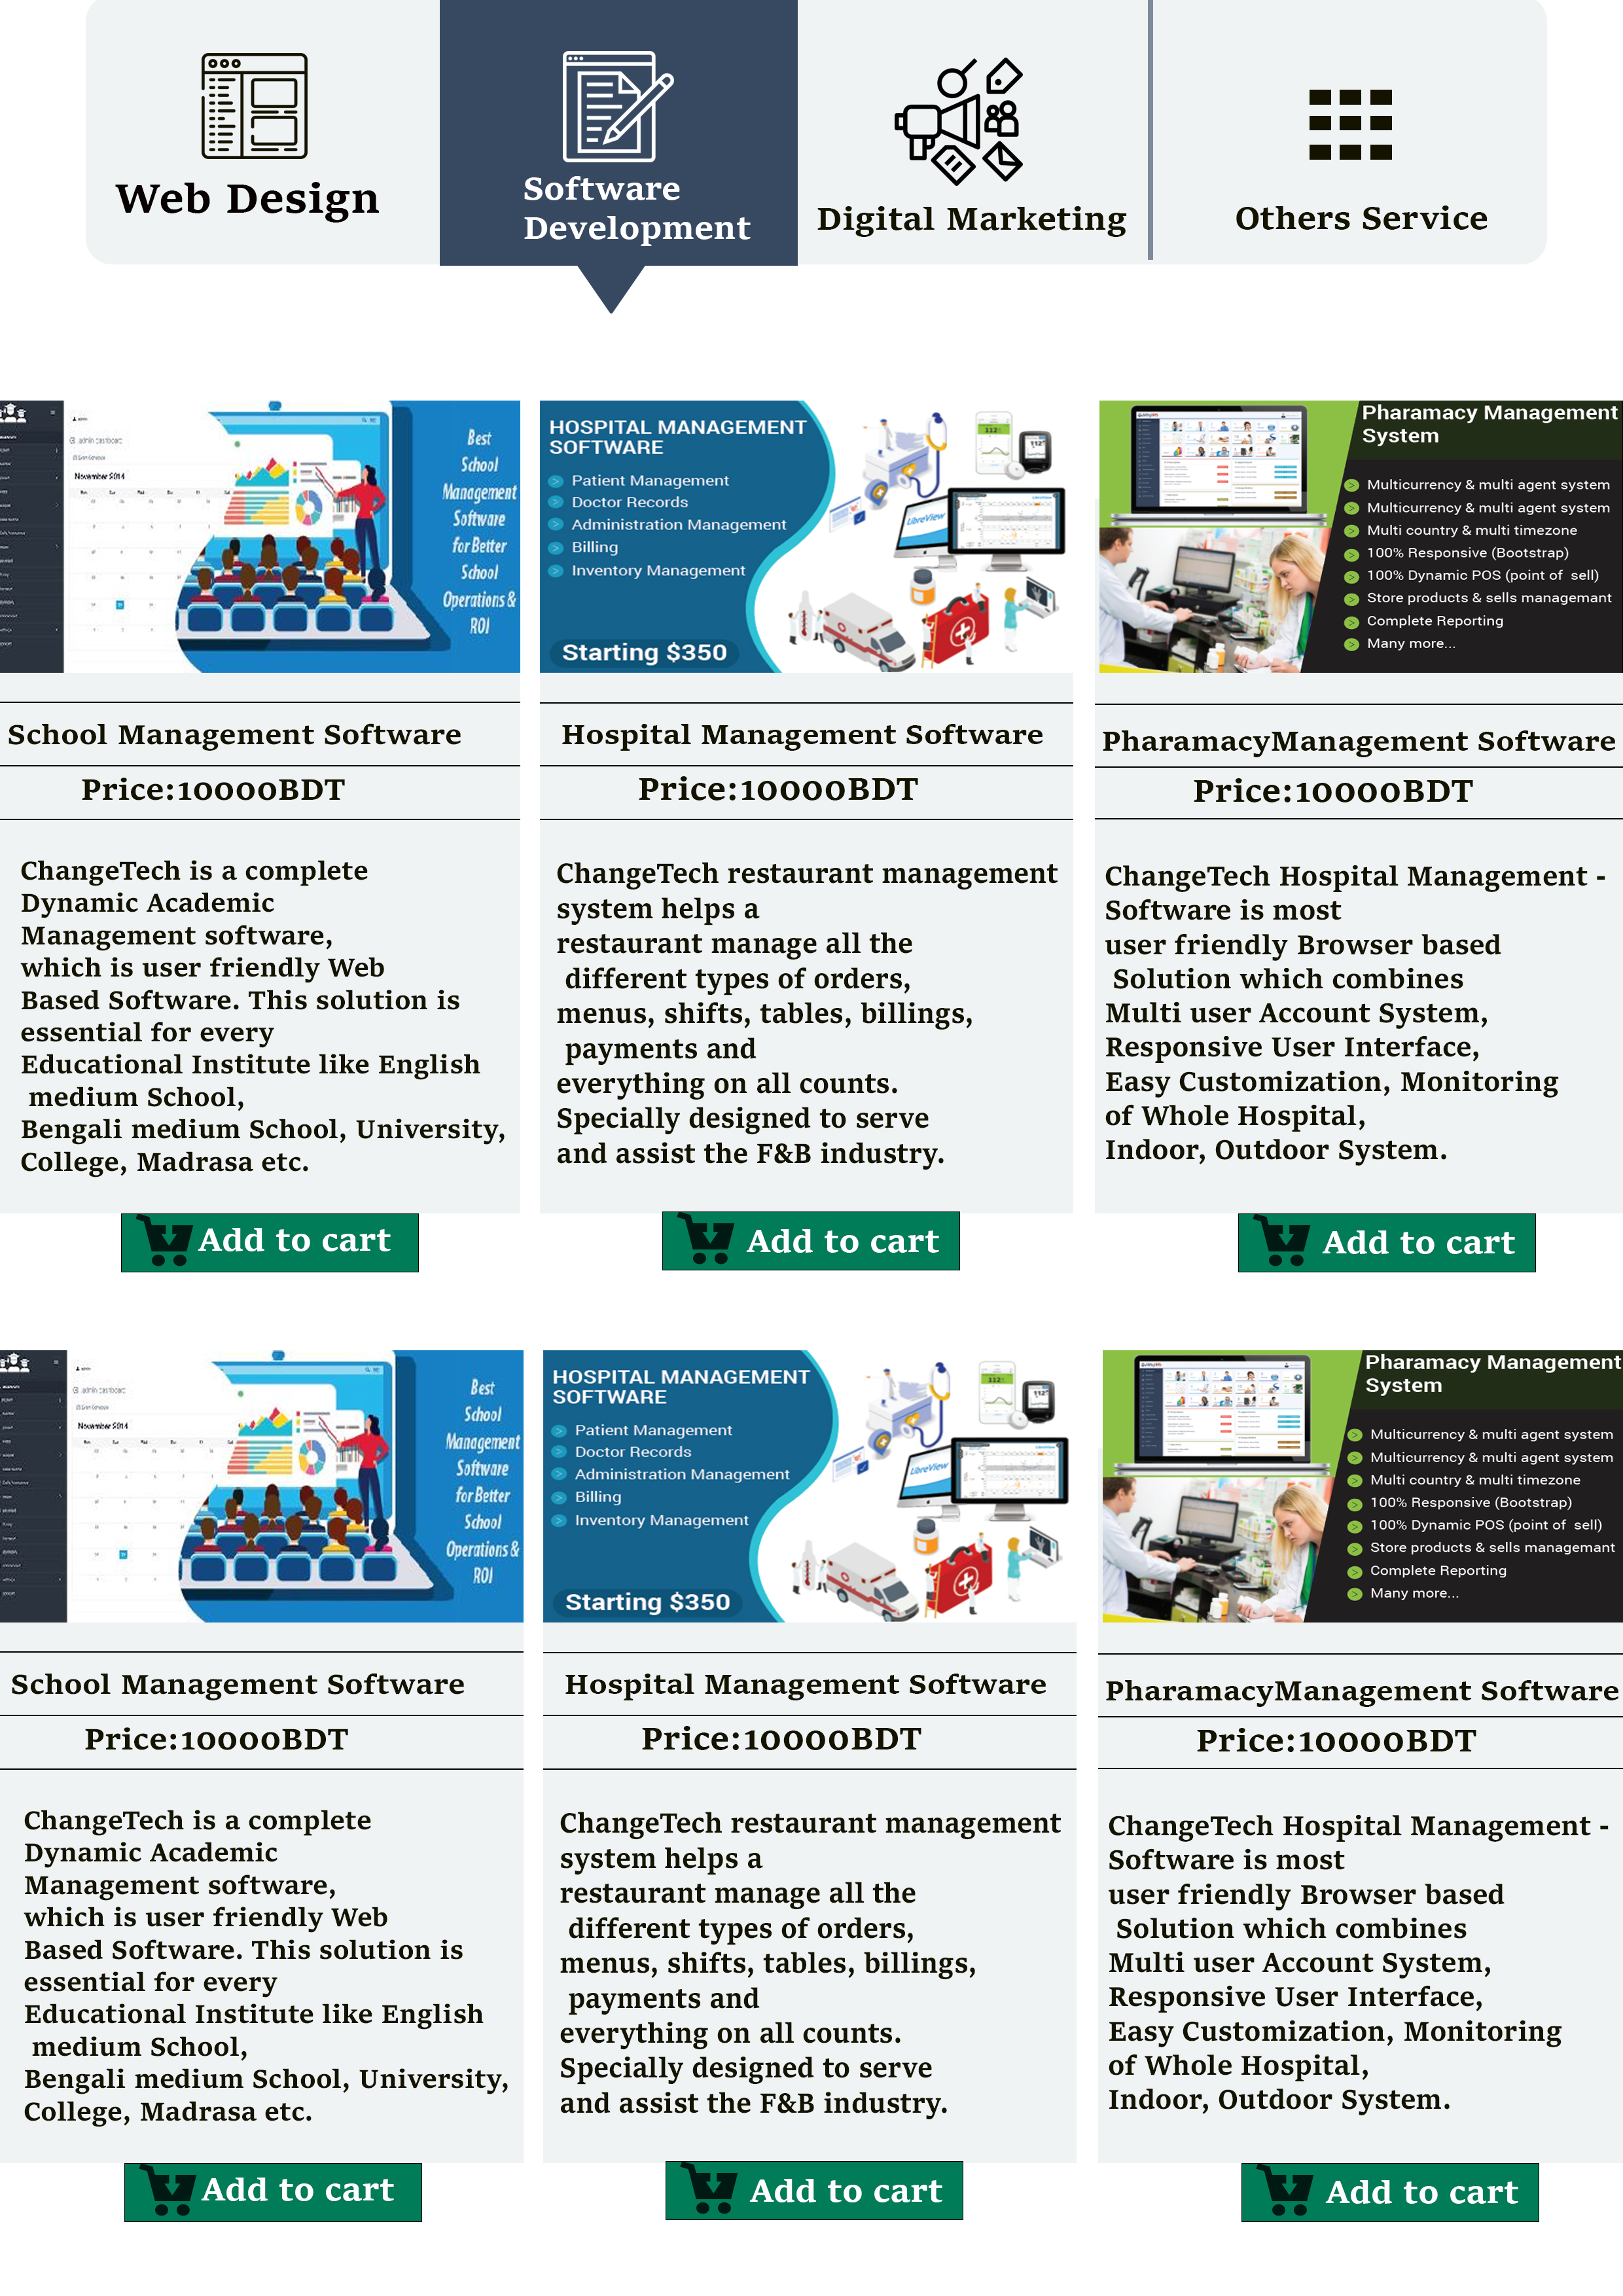 Web Design
Software
Development
Digital Marketing
Others Service
admin
admin dashboard
November 2014
Best
School
Management
Software
for Better
School
Operations &
ROI
HOSPITAL MANAGEMENT
SOFTWARE
Patient Management
Doctor Records
Administration Management
Billing
Inventory Management
Starting $350
LibreView
112
Pharamacy Management
System
Multicurrency & multi agent system
Multicurrency & multi agent system
Multi country & multi timezone
100% Responsive (Bootstrap)
100% Dynamic POS (point of sell)
Store products & sells managemant
Complete Reporting
Many more...
School Management Software
Price:10000BDT
ChangeTech is a complete
Dynamic Academic
Management software,
which is user friendly Web
Based Software. This solution is
essential for every
Educational Institute like English
medium School,
Bengali medium School, University,
College, Madrasa etc.
Add to cart
Hospital Management Software
Price:10000BDT
ChangeTech restaurant management
system helps a
restaurant manage all the
different types of orders,
menus, shifts, tables, billings,
payments and
everything on all counts.
Specially designed to serve
and assist the F&B industry.
Add to cart
PharamacyManagement Software
Price:10000BDT
ChangeTech Hospital Management -
Software is most
user friendly Browser based
Solution which combines
Multi user Account System,
Responsive User Interface,
Easy Customization, Monitoring
of Whole Hospital,
Indoor, Outdoor System.
Add to cart
admin
admin dashboard
November 2014
Best
School
Management
Software
for Better
School
Operations &
ROI
HOSPITAL MANAGEMENT
SOFTWARE
Patient Management
Doctor Records
Administration Management
Billing
Inventory Management
Starting $350
LibreView
112
Pharamacy Management
System
Multicurrency & multi agent system
Multicurrency & multi agent system
Multi country & multi timezone
100% Responsive (Bootstrap)
100% Dynamic POS (point of sell)
Store products & sells managemant
Complete Reporting
Many more...
School Management Software
Price:10000BDT
ChangeTech is a complete
Dynamic Academic
Management software,
which is user friendly Web
Based Software. This solution is
essential for every
Educational Institute like English
medium School,
Bengali medium School, University,
College, Madrasa etc.
Add to cart
Hospital Management Software
Price:10000BDT
ChangeTech restaurant management
system helps a
restaurant manage all the
different types of orders,
menus, shifts, tables, billings,
payments and
everything on all counts.
Specially designed to serve
and assist the F&B industry.
Add to cart
PharamacyManagement Software
Price:10000BDT
ChangeTech Hospital Management -
Software is most
user friendly Browser based
Solution which combines
Multi user Account System,
Responsive User Interface,
Easy Customization, Monitoring
of Whole Hospital,
Indoor, Outdoor System.
Add to cart